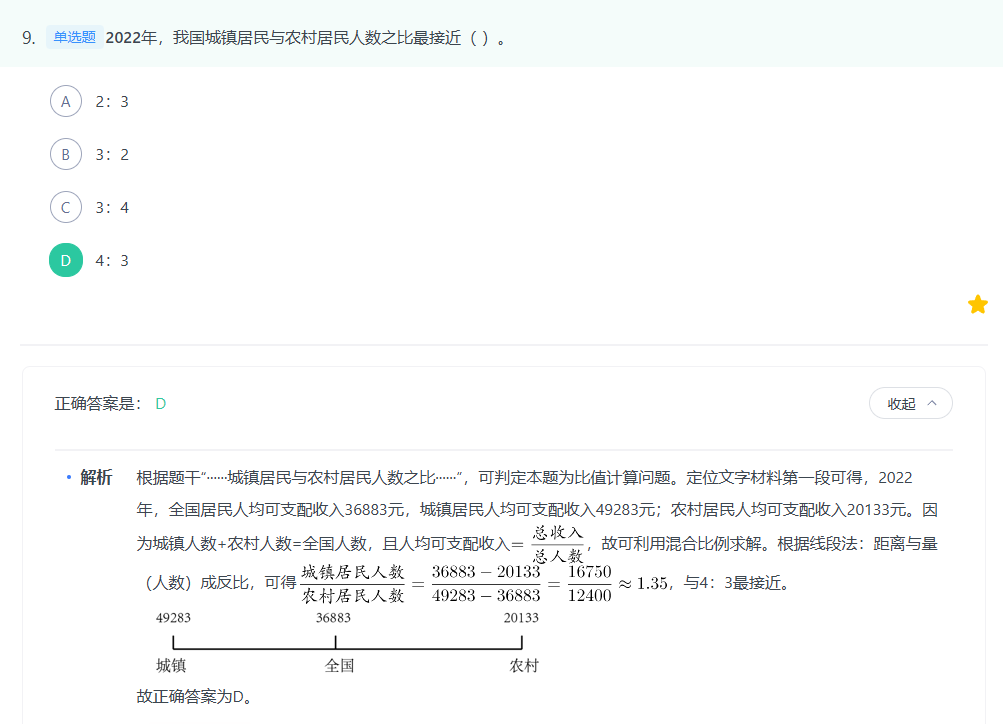 9. 单选题 2022年，我国城镇居民与农村居民人数之比最接近（ ）。
A 2：3
B 3：2
C 3：4
D 4：3
正确答案是： D 收起
• 解析 根据题干“······城镇居民与农村居民人数之比······”，可判定本题为比值计算问题。定位文字材料第一段可得，2022
年，全国居民人均可支配收入36883元，城镇居民人均可支配收入49283元；农村居民人均可支配收入20133元。因
为城镇人数+农村人数=全国人数，且人均可支配收入= 总收入/总人数，故可利用混合比例求解。根据线段法：距离与量
（人数）成反比，可得 城镇居民人数/农村居民人数 = (36883 − 20133)/(49283 − 36883) = 16750/12400 ≈ 1.35，与4：3最接近。
49283 36883 20133
城镇 全国 农村
故正确答案为D。